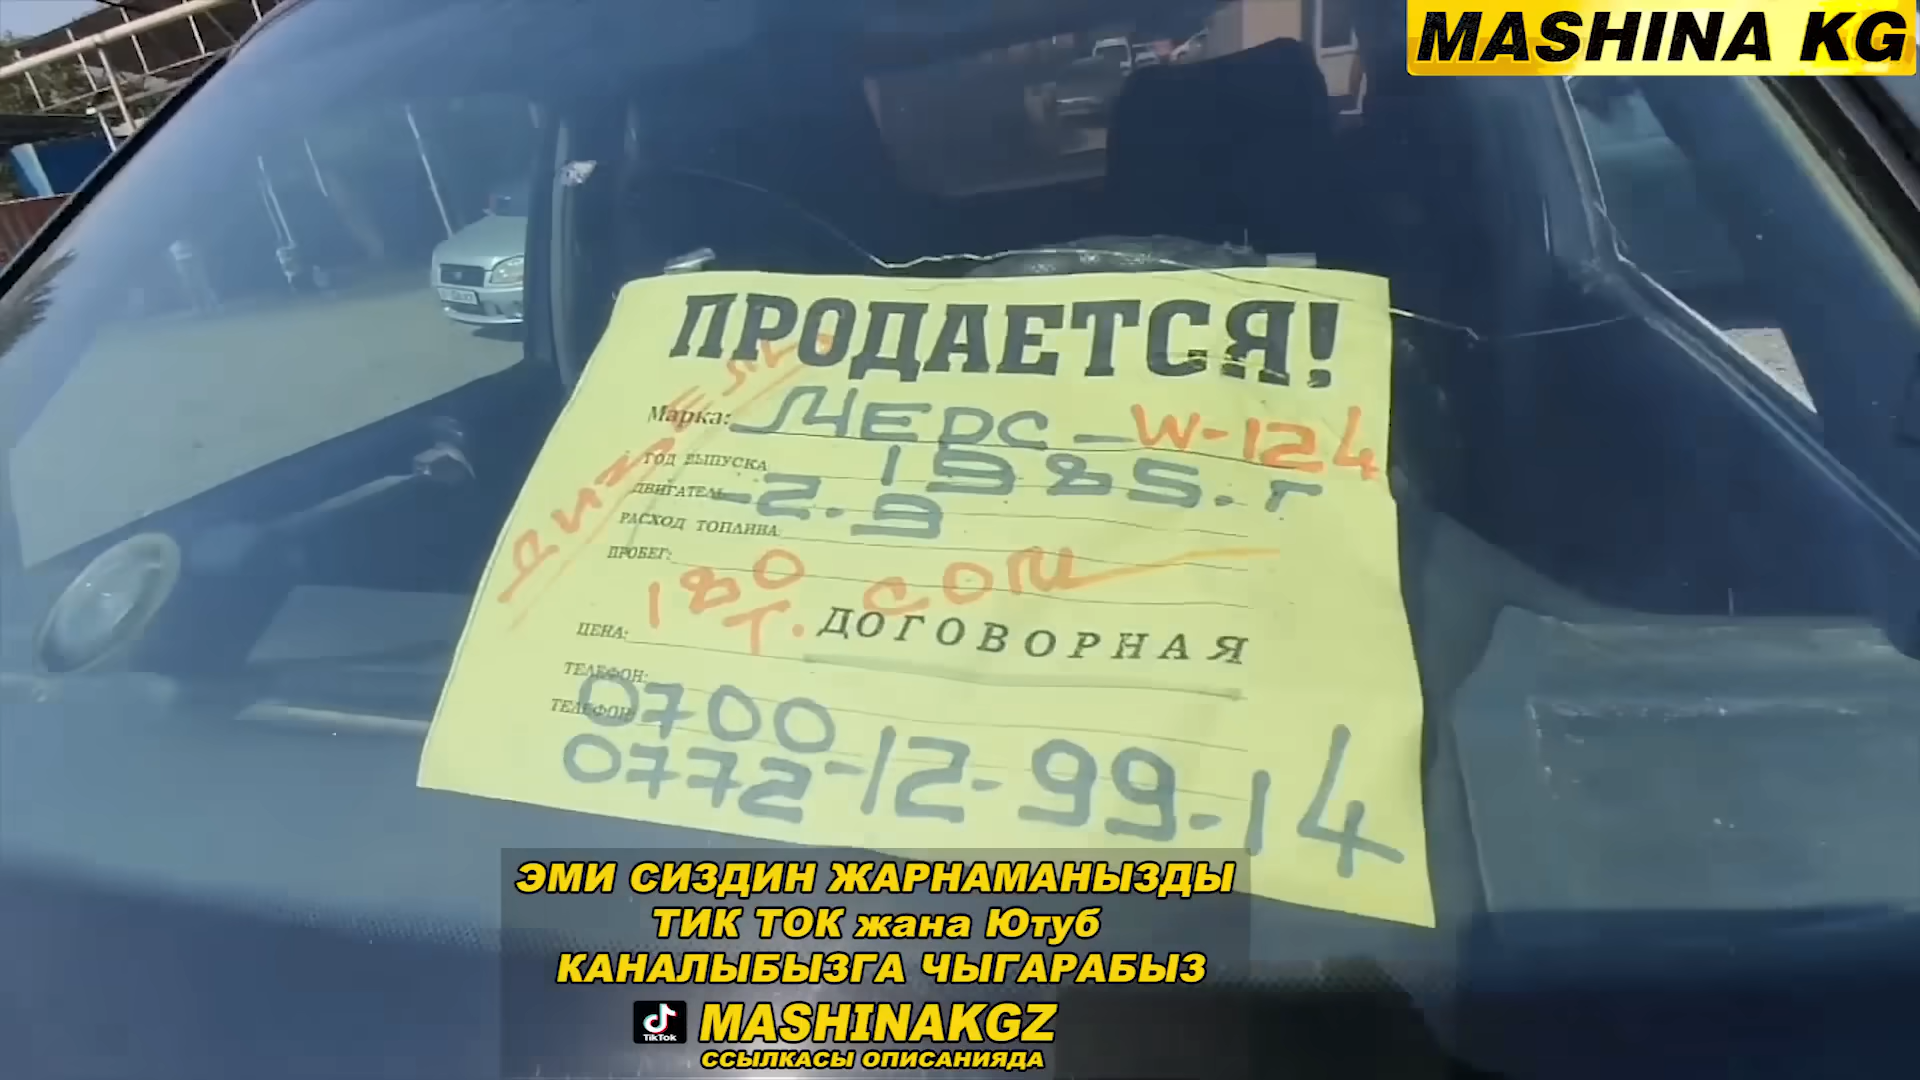 MASHINA KG
ПРОДАЕТСЯ!
дизель
Марка: МЕРС - W-124
ГОД ВЫПУСКА 1985.г
ДВИГАТЕЛЬ - 2.9
РАСХОД ТОПЛИВА:
ПРОБЕГ:
180 т. сом
ЦЕНА: ДОГОВОРНАЯ
ТЕЛЕФОН: 0700
ТЕЛЕФОН: 0772-12-99-14
ЭМИ СИЗДИН ЖАРНАМАНЫЗДЫ
ТИК ТОК жана Ютуб
КАНАЛЫБЫЗГА ЧЫГАРАБЫЗ
TikTok MASHINAKGZ
ССЫЛКАСЫ ОПИСАНИЯДА